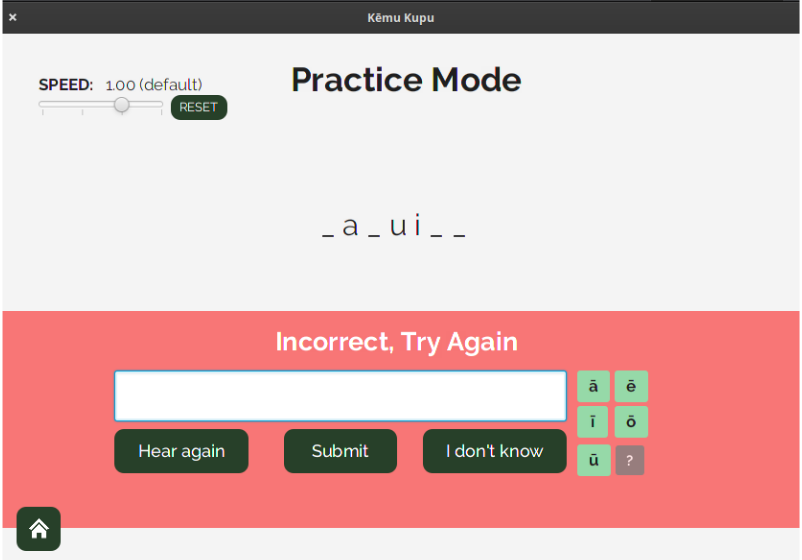 Kēmu Kupu
Practice Mode
SPEED: 1.00 (default)
RESET
_ a _ u i _ _
Incorrect, Try Again
ā ē
Hear again Submit I don't know
ī ō
ū ?